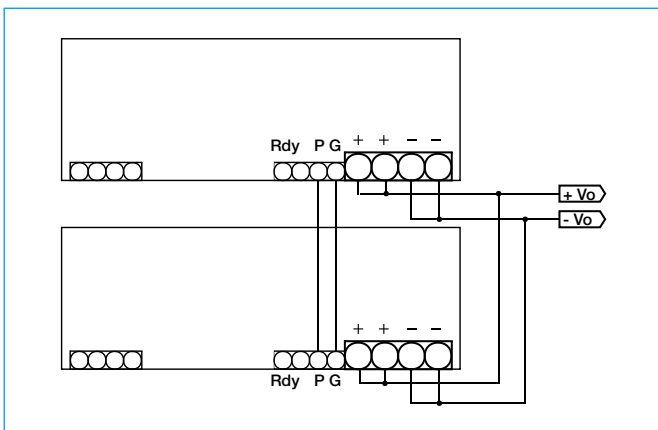 Rdy P G + + − −
+ Vo
- Vo
+ + − −
Rdy P G